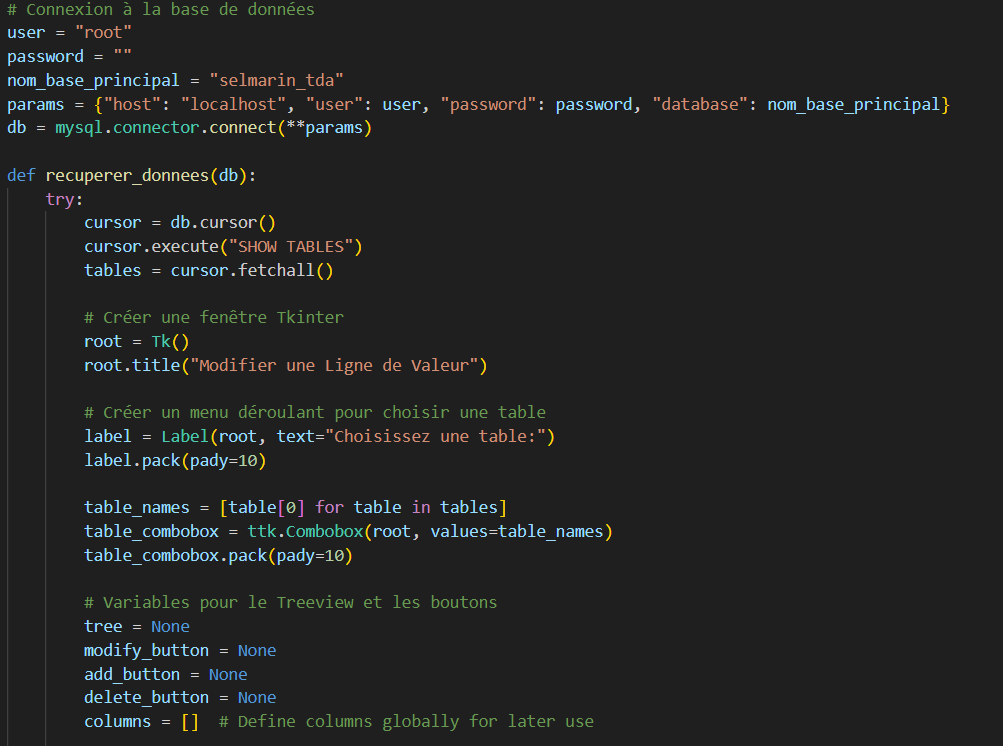 # Connexion à la base de données
user = "root"
password = ""
nom_base_principal = "selmarin_tda"
params = {"host": "localhost", "user": user, "password": password, "database": nom_base_principal}
db = mysql.connector.connect(**params)

def recuperer_donnees(db):
    try:
        cursor = db.cursor()
        cursor.execute("SHOW TABLES")
        tables = cursor.fetchall()

        # Créer une fenêtre Tkinter
        root = Tk()
        root.title("Modifier une Ligne de Valeur")

        # Créer un menu déroulant pour choisir une table
        label = Label(root, text="Choisissez une table:")
        label.pack(pady=10)

        table_names = [table[0] for table in tables]
        table_combobox = ttk.Combobox(root, values=table_names)
        table_combobox.pack(pady=10)

        # Variables pour le Treeview et les boutons
        tree = None
        modify_button = None
        add_button = None
        delete_button = None
        columns = []  # Define columns globally for later use